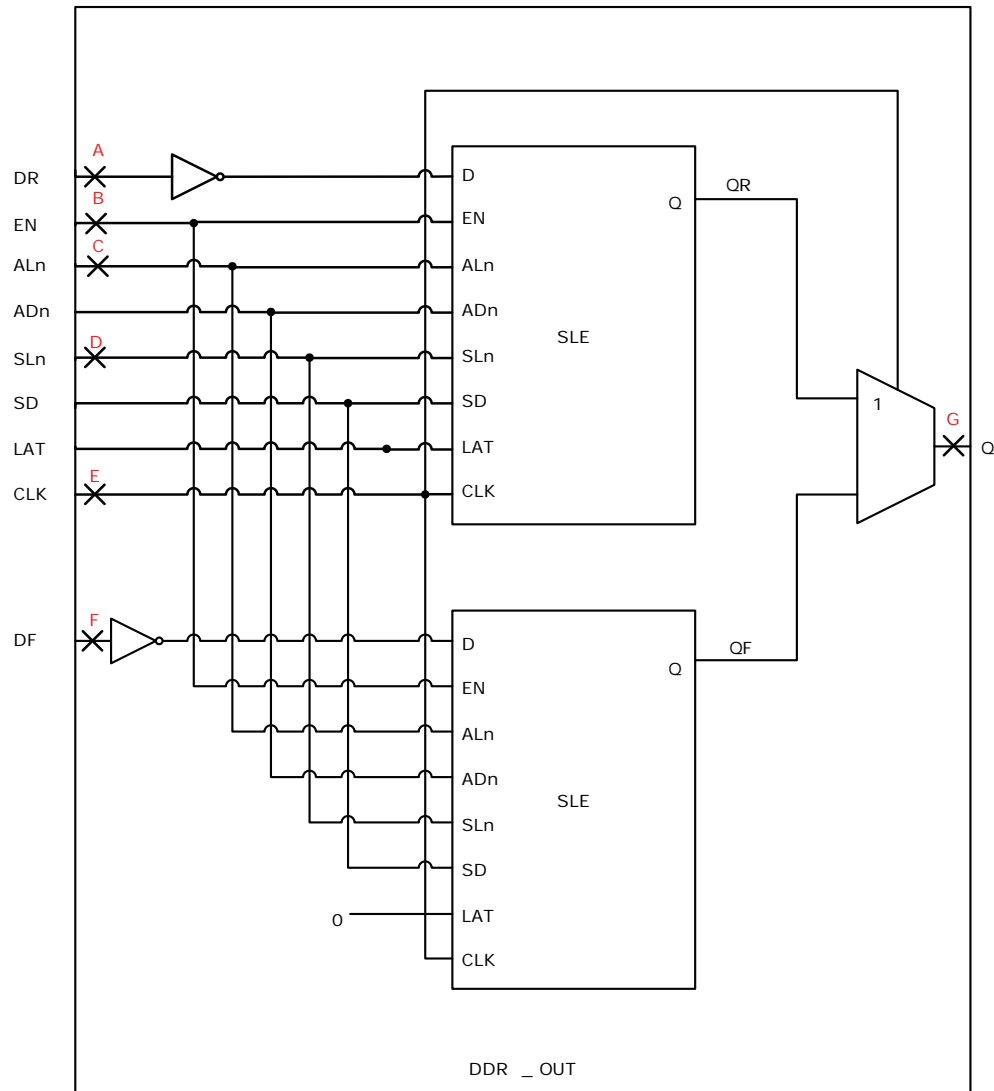 A
DR
D
Q
QR
B
EN
EN
C
ALn
ALn
ADn
ADn
SLE
D
SLn
SLn
SD
SD
1
G
LAT
LAT
Q
E
CLK
CLK
F
DF
D
Q
QF
EN
ALn
ADn
SLE
SLn
SD
0
LAT
CLK
DDR _ OUT